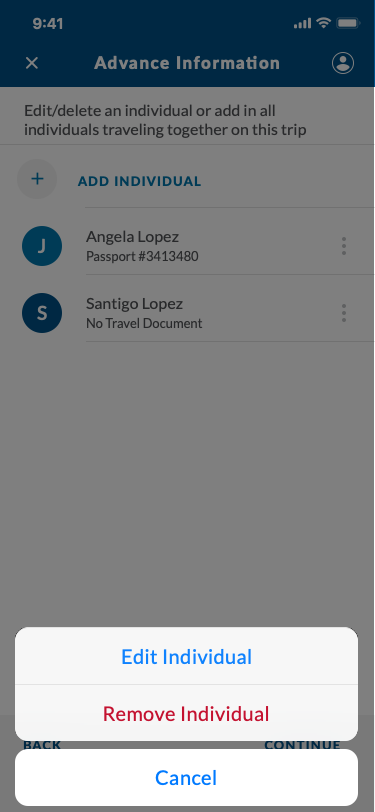 9:41
Advance Information
Edit/delete an individual or add in all
individuals traveling together on this trip
+ ADD INDIVIDUAL
J
Angela Lopez
Passport #3413480
S
Santigo Lopez
No Travel Document
Edit Individual
Remove Individual
BACK
CONTINUE
Cancel